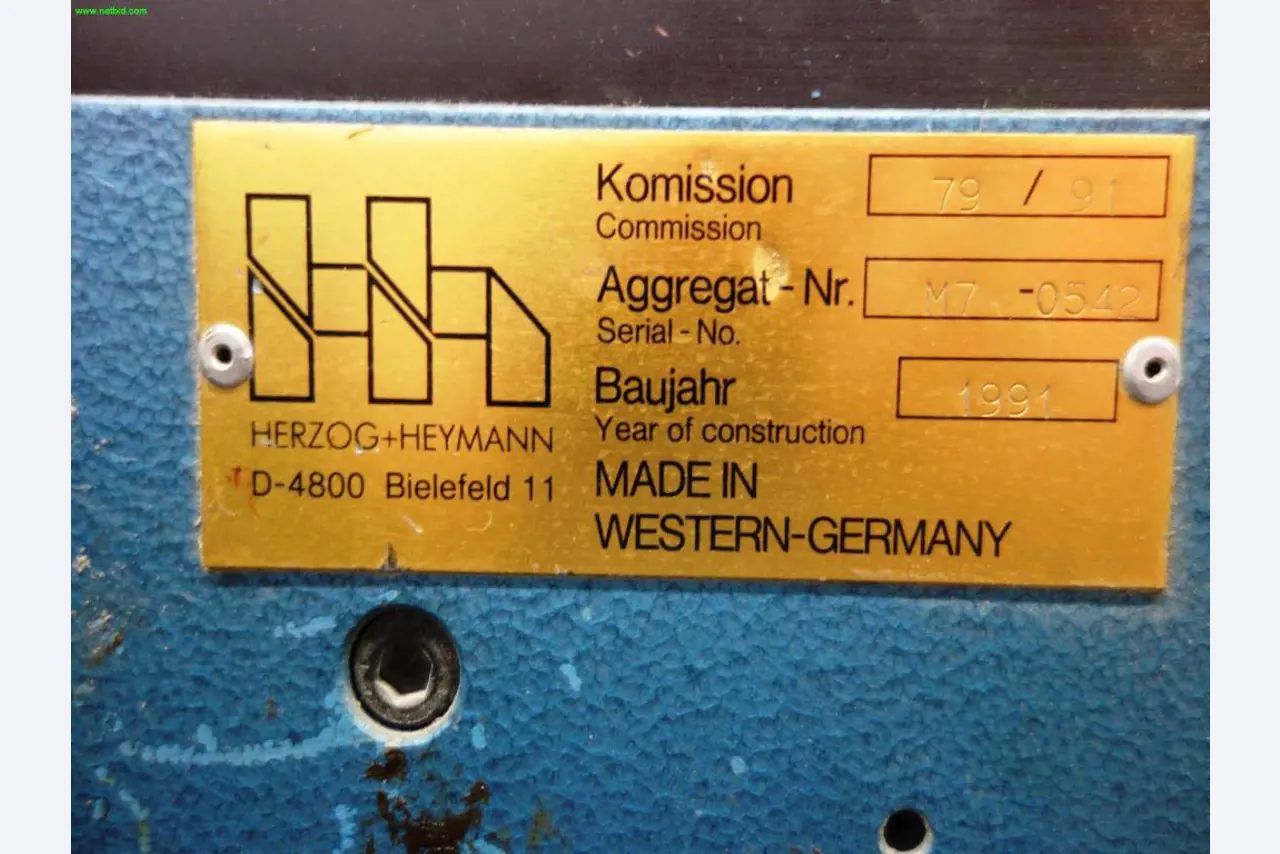 www.netbid.com
Komission 79 / 91
Commission
Aggregat - Nr. M7 -0542
Serial - No.
Baujahr 1991
Year of construction
HERZOG+HEYMANN
D-4800 Bielefeld 11
MADE IN
WESTERN-GERMANY